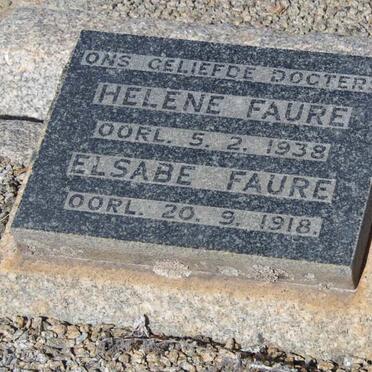 ONS GELIEFDE DOGTER
HELENE FAURE
OORL. 5. 2. 1938
ELSABE FAURE
OORL. 20. 9. 1918.